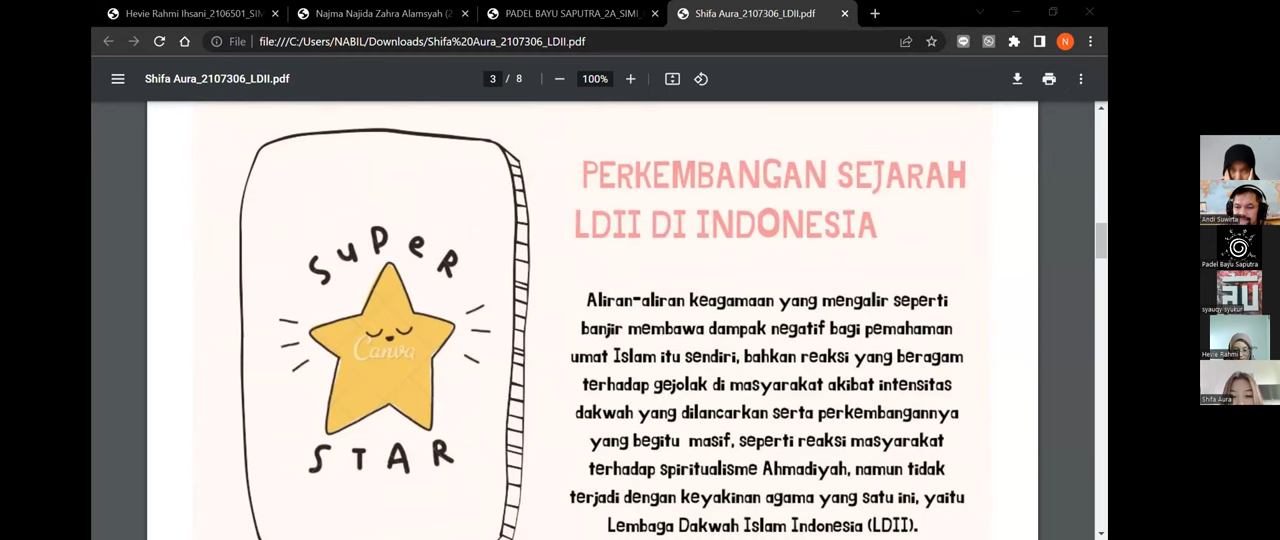 Hevie Rahmi Ihsani_2106501_SIM
Najma Najida Zahra Alamsyah (2
PADEL BAYU SAPUTRA_2A_SIMI_
Shifa Aura_2107306_LDII.pdf
File
file:///C:/Users/NABIL/Downloads/Shifa%20Aura_2107306_LDII.pdf
N
Shifa Aura_2107306_LDII.pdf
3 / 8
100%
PERKEMBANGAN SEJARAH
LDII DI INDONESIA
SUPER
Canva
STAR
Aliran-aliran keagamaan yang mengalir seperti
banjir membawa dampak negatif bagi pemahaman
umat Islam itu sendiri, bahkan reaksi yang beragam
terhadap gejolak di masyarakat akibat intensitas
dakwah yang dilancarkan serta perkembangannya
yang begitu masif, seperti reaksi masyarakat
terhadap spiritualisme Ahmadiyah, namun tidak
terjadi dengan keyakinan agama yang satu ini, yaitu
Lembaga Dakwah Islam Indonesia (LDII).
Andi Suwirta
Padel Bayu Saputra
syauqy syukur
Hevie Rahmi
Shifa Aura